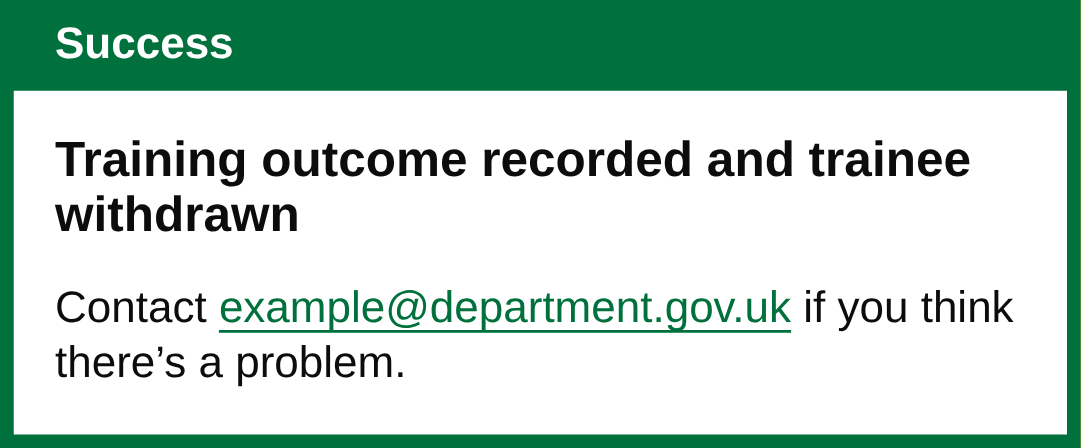 Success
Training outcome recorded and trainee
withdrawn
Contact example@department.gov.uk if you think
there’s a problem.